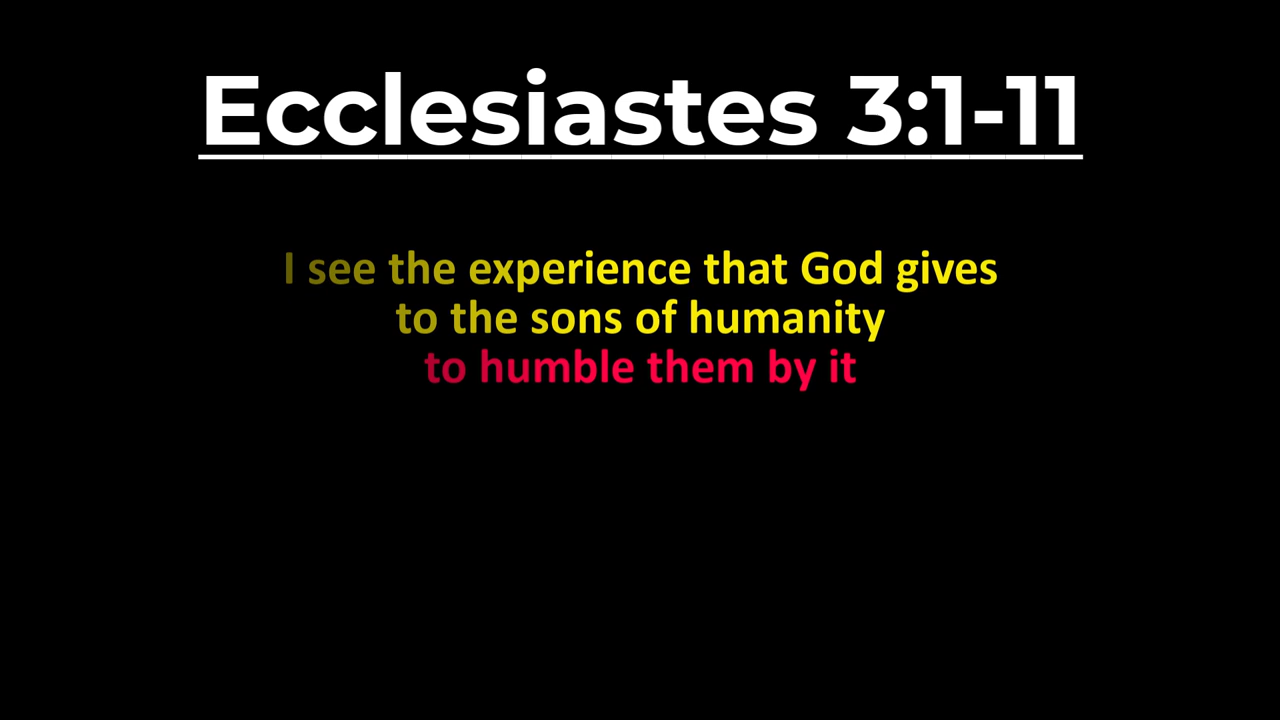 Ecclesiastes 3:1-11
I see the experience that God gives
to the sons of humanity
to humble them by it